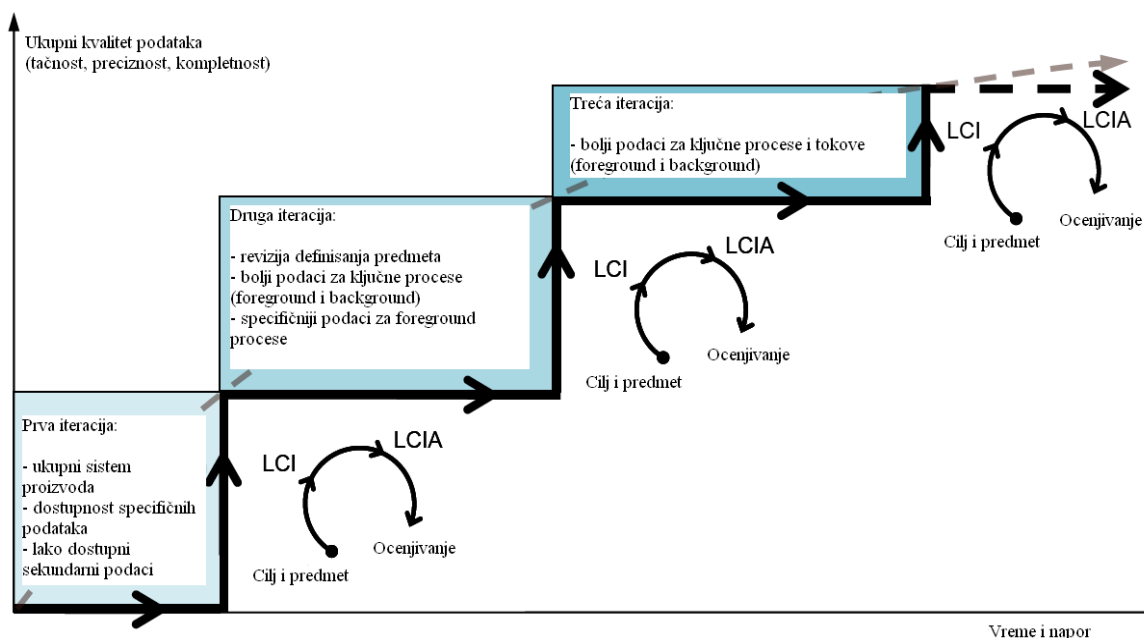 Ukupni kvalitet podataka
(tačnost, preciznost, kompletnost)
Treća iteracija:
- bolji podaci za ključne procese i tokove
(foreground i background)
LCI
LCIA
Cilj i predmet
Ocenjivanje
Druga iteracija:
- revizija definisanja predmeta
- bolji podaci za ključne procese
(foreground i background)
- specifičniji podaci za foreground
procese
LCI
LCIA
Cilj i predmet
Ocenjivanje
Prva iteracija:
- ukupni sistem
proizvoda
- dostupnost specifičnih
podataka
- lako dostupni
sekundarni podaci
LCI
LCIA
Cilj i predmet
Ocenjivanje
Vreme i napor